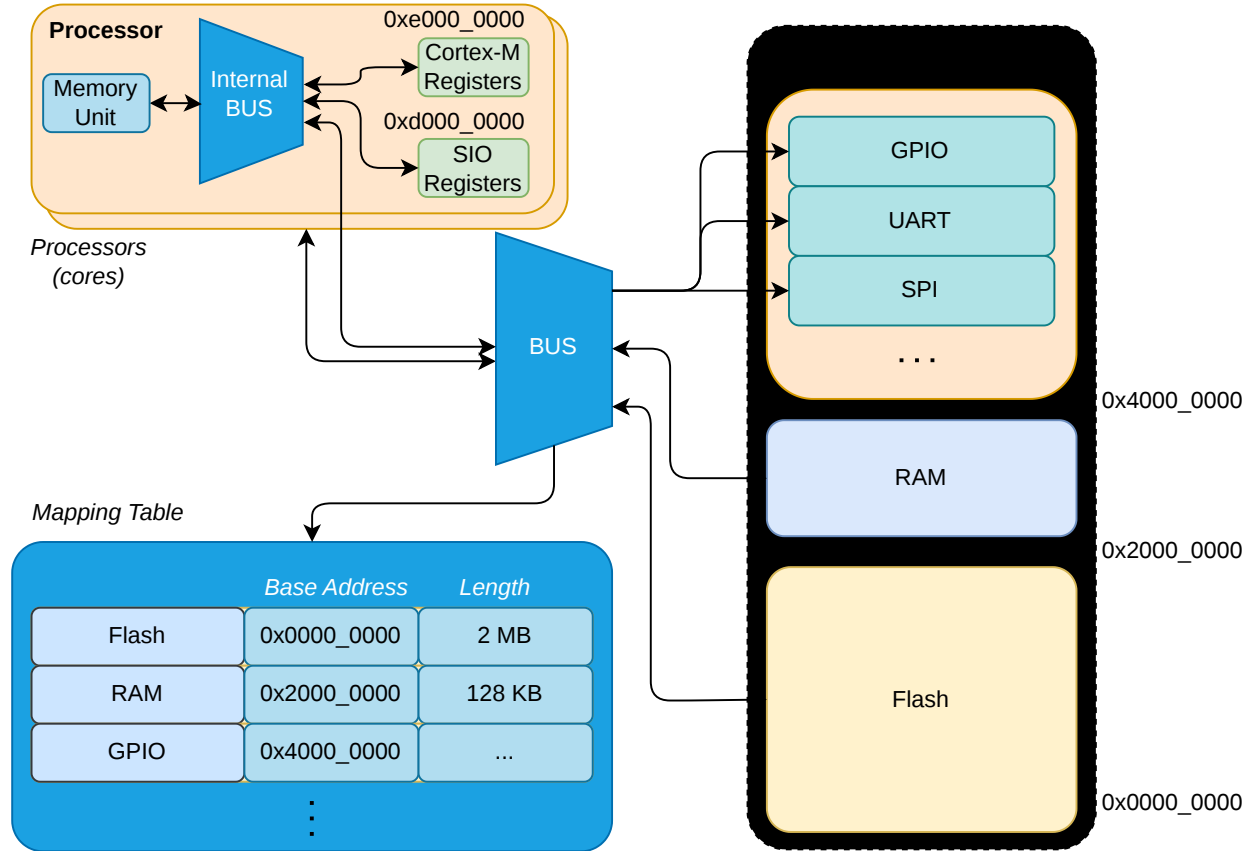 Processor
Memory
Unit
Internal
BUS
0xe000_0000
Cortex-M
Registers
0xd000_0000
SIO
Registers
Processors
(cores)
BUS
GPIO
UART
SPI
. . .
0x4000_0000
RAM
0x2000_0000
Flash
0x0000_0000
Mapping Table
Base Address Length
Flash 0x0000_0000 2 MB
RAM 0x2000_0000 128 KB
GPIO 0x4000_0000 ...
. . .